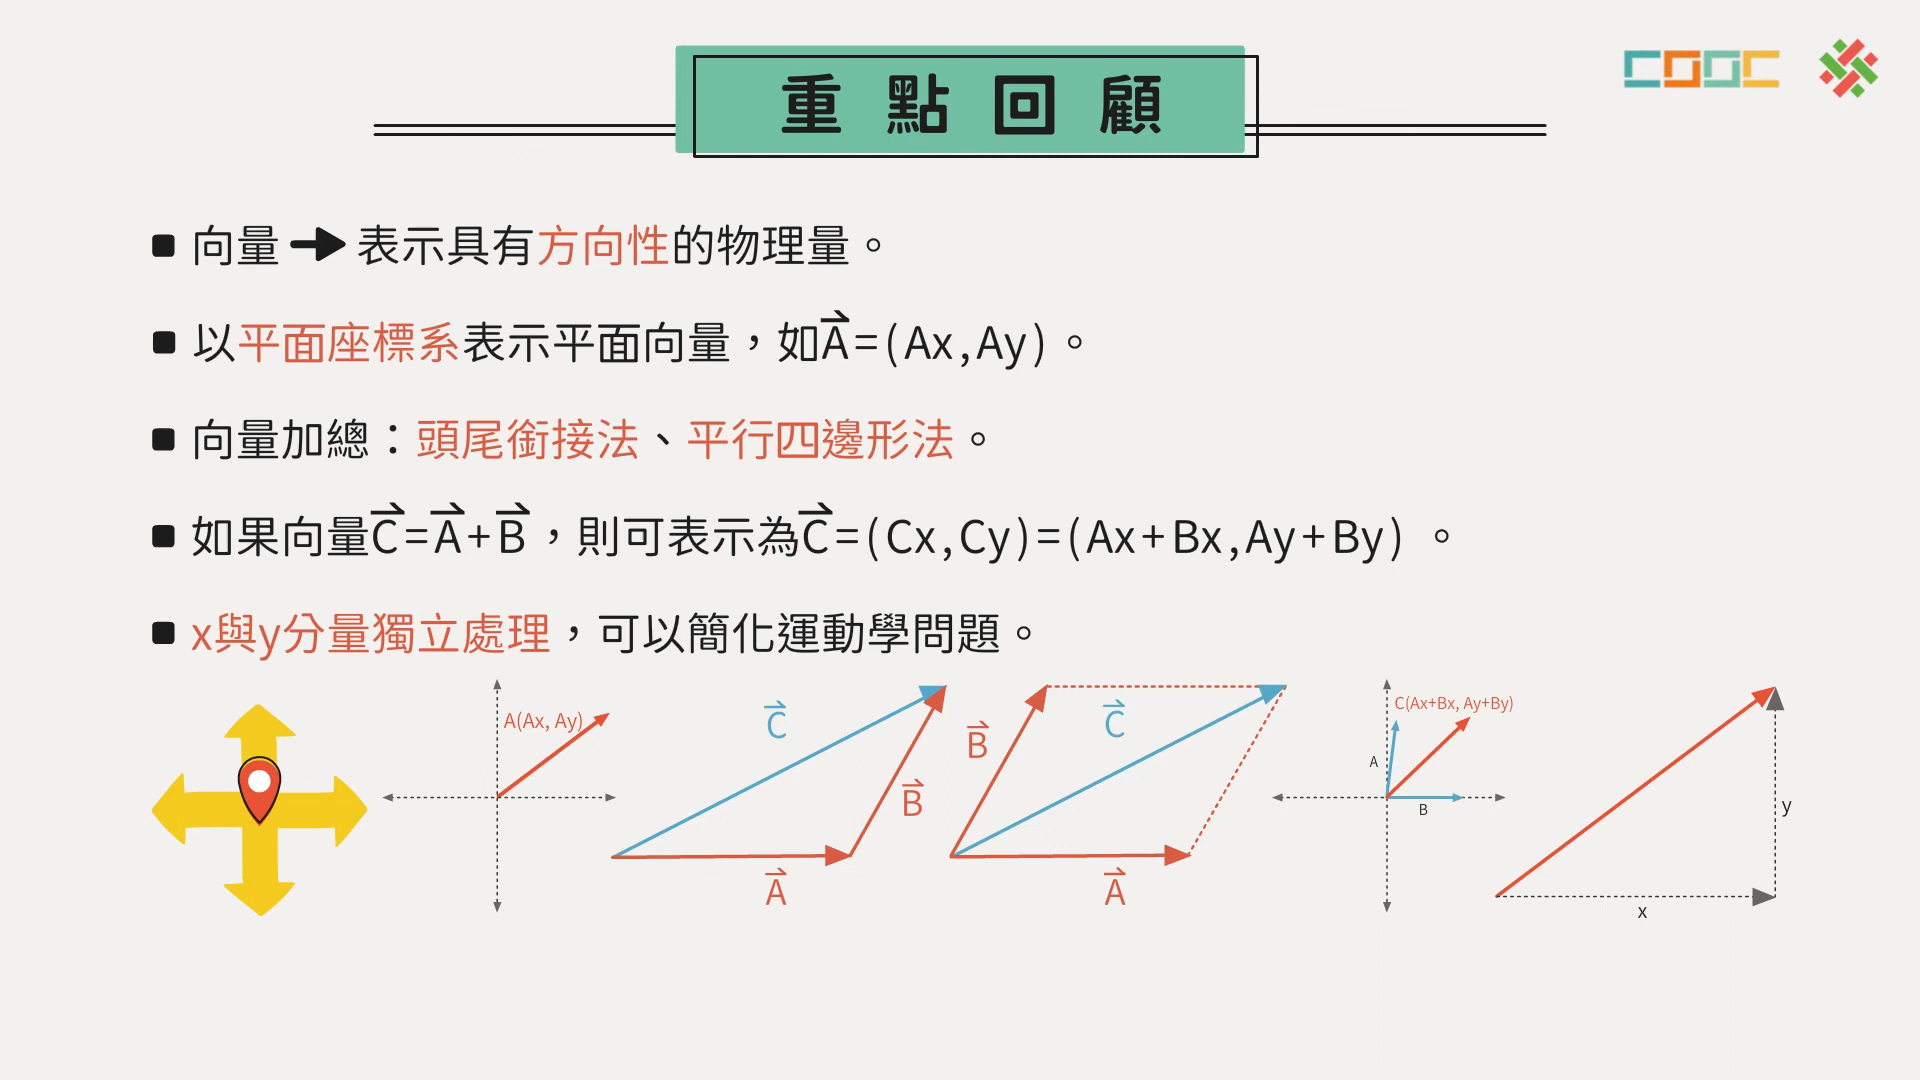 重點回顧
COOC
向量➡表示具有方向性的物理量。
以平面座標系表示平面向量，如A⃗=(Ax,Ay)。
向量加總：頭尾銜接法、平行四邊形法。
如果向量C⃗=A⃗+B⃗，則可表示為C⃗=(Cx,Cy)=(Ax+Bx,Ay+By)。
x與y分量獨立處理，可以簡化運動學問題。
A(Ax, Ay)
C⃗
B⃗
A⃗
B⃗
C⃗
A⃗
C(Ax+Bx, Ay+By)
A
B
y
x